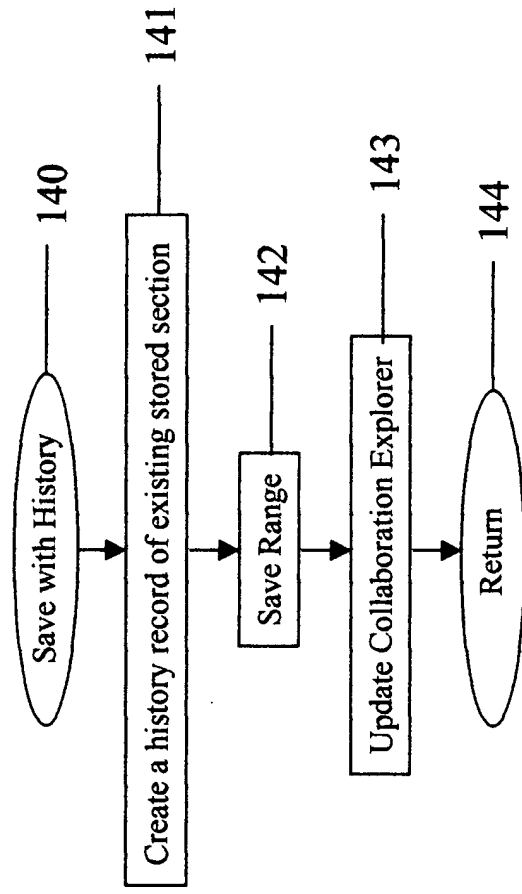 Save with History
140
Create a history record of existing stored section
141
Save Range
142
Update Collaboration Explorer
143
Return
144